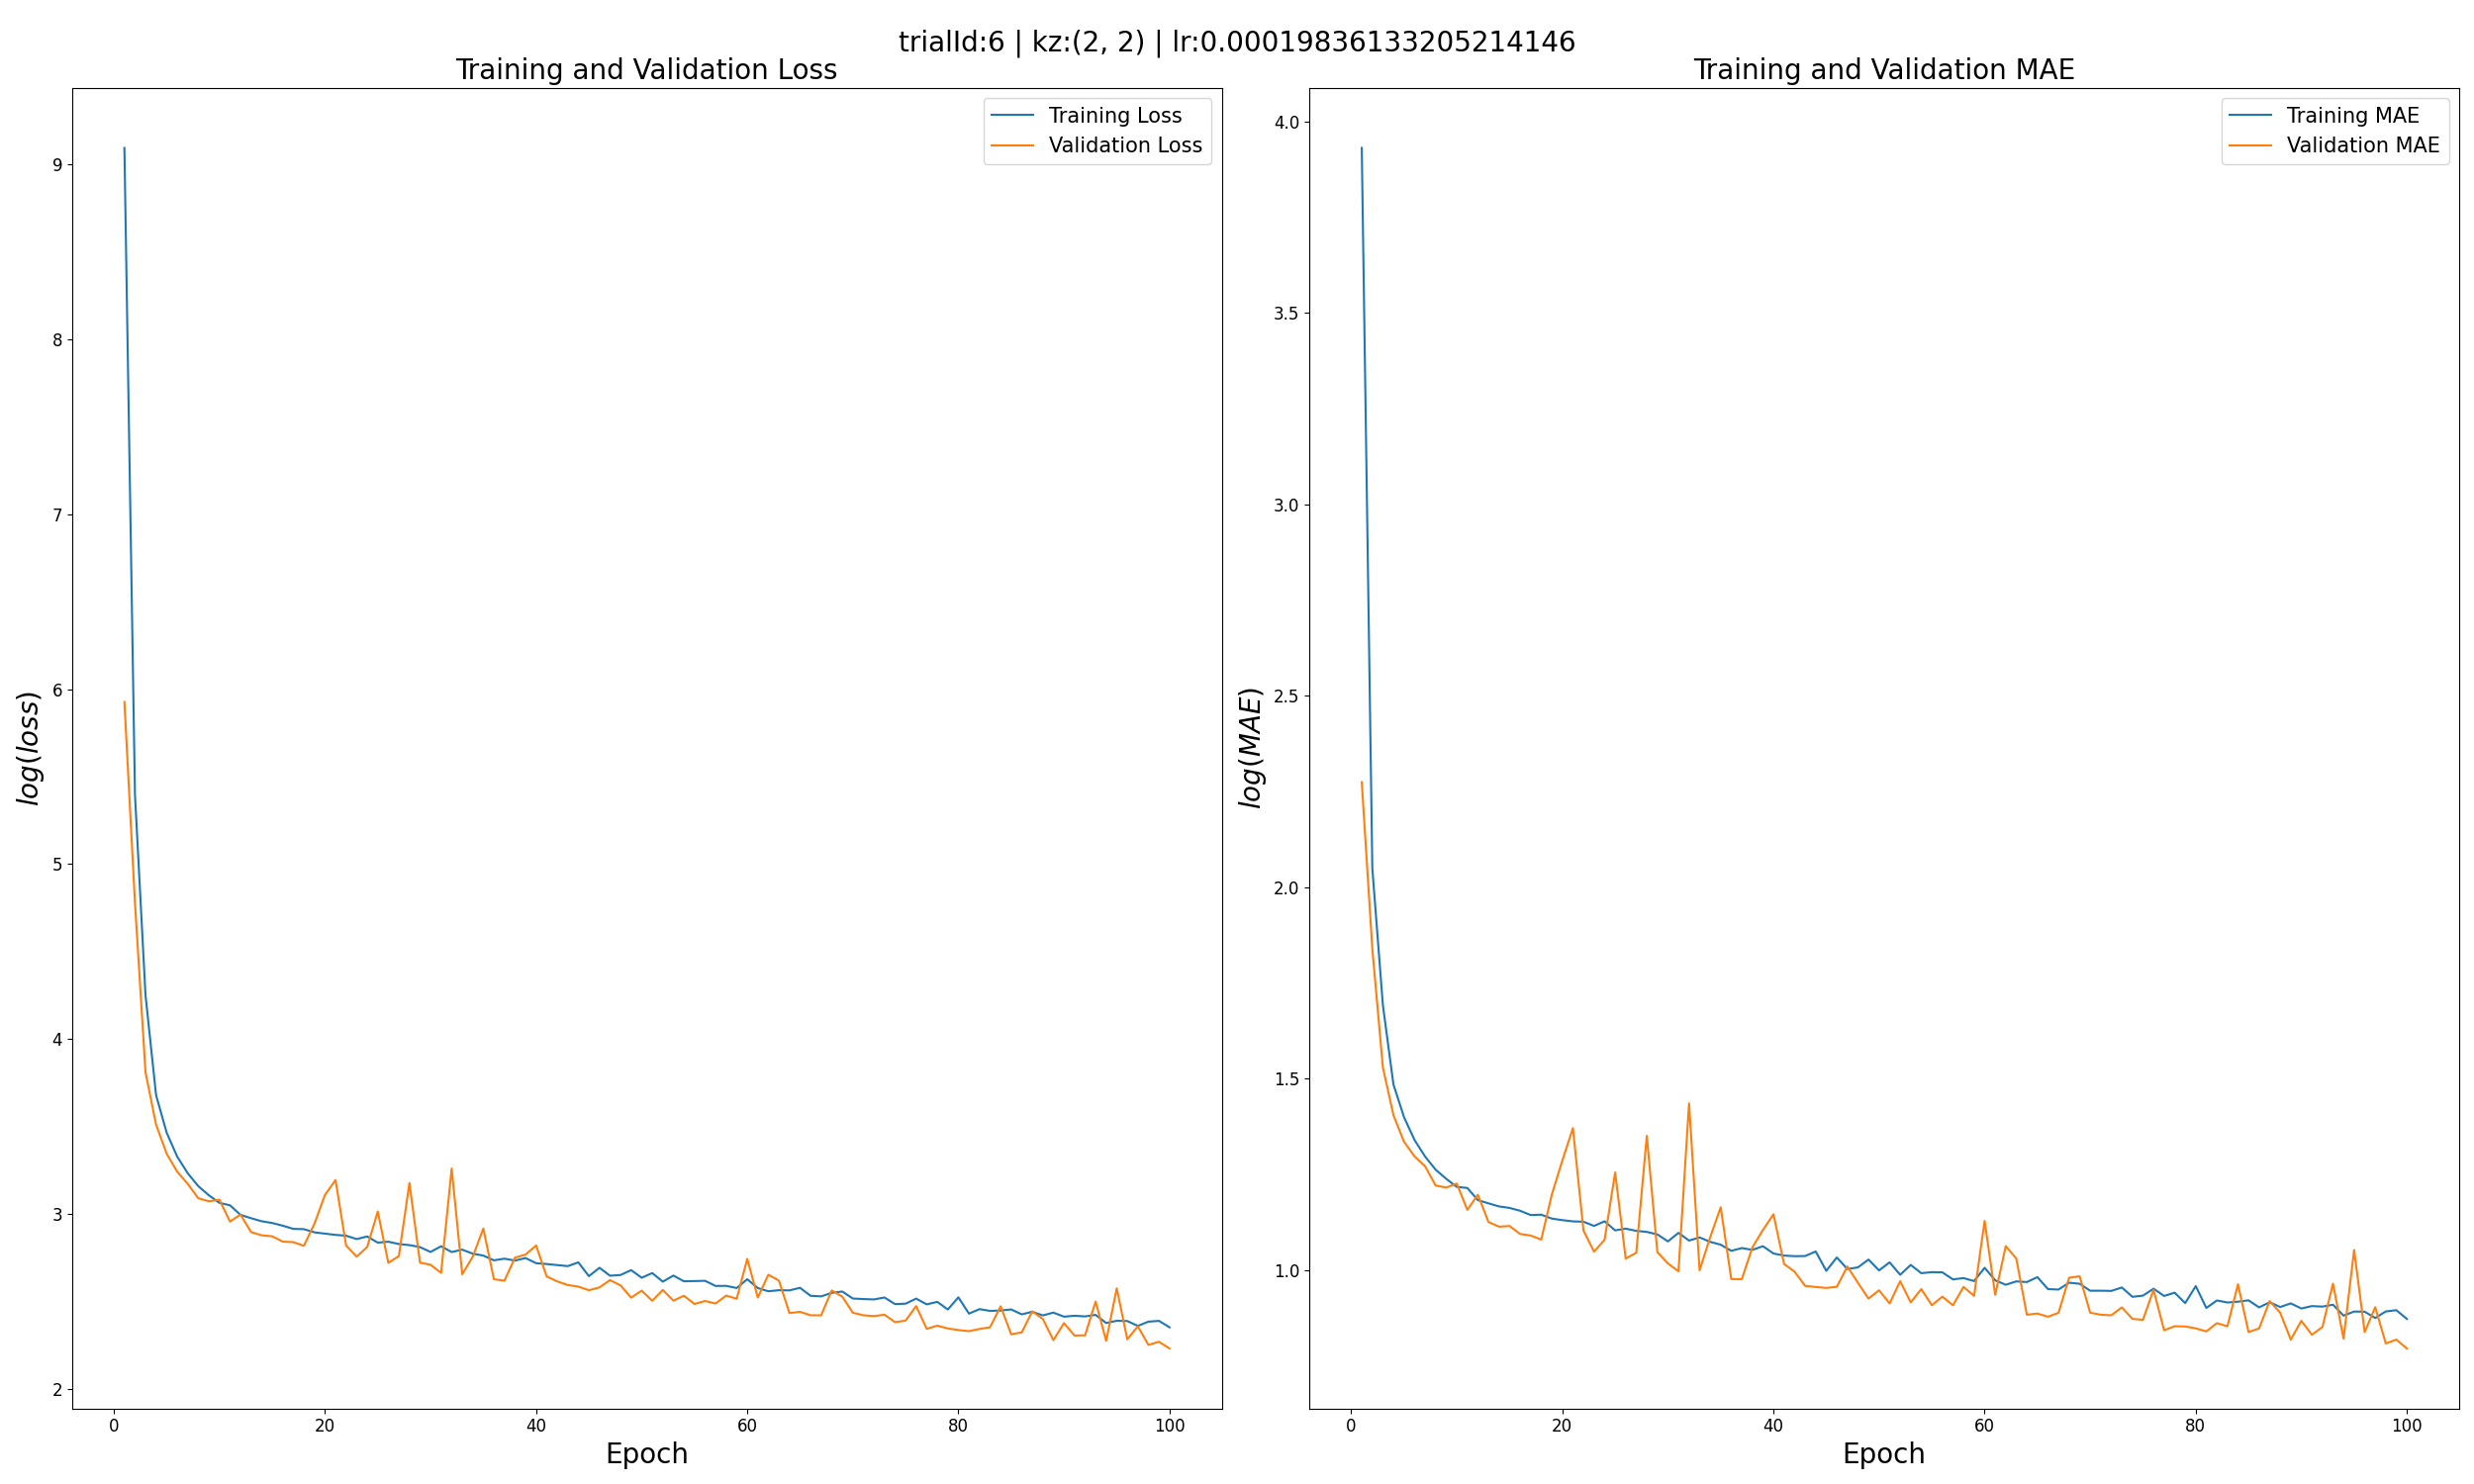 trialId:6 | kz:(2, 2) | lr:0.00019836133205214146
Training and Validation Loss
Training Loss
Validation Loss
9
8
7
6
5
4
3
2
log(loss)
0
20
40
60
80
100
Epoch
Training and Validation MAE
Training MAE
Validation MAE
4.0
3.5
3.0
2.5
2.0
1.5
1.0
log(MAE)
0
20
40
60
80
100
Epoch